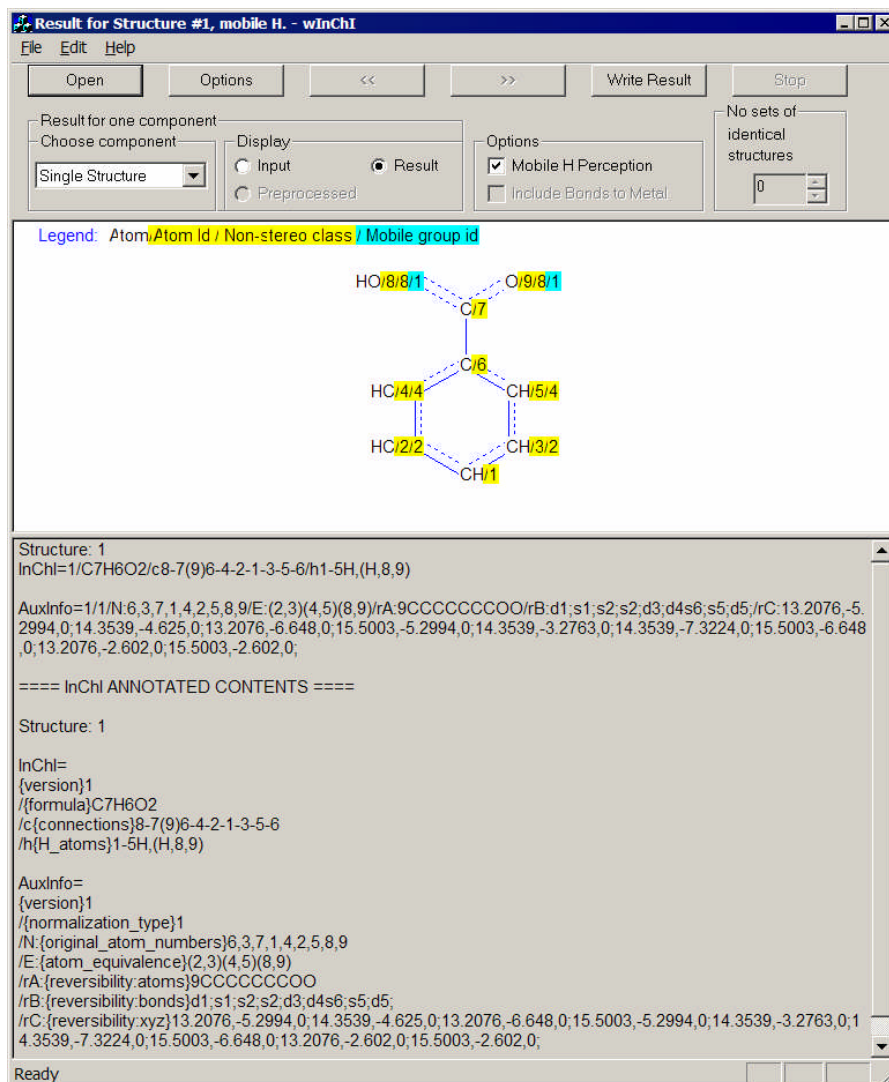 Result for Structure #1, mobile H. - wInChI
File Edit Help
Open Options << >> Write Result Stop
Result for one component
Choose component
Single Structure
Display
Input Result
Preprocessed
Options
Mobile H Perception
Include Bonds to Metal
No sets of
identical
structures
0
Legend: Atom/Atom Id / Non-stereo class / Mobile group id
HO/8/8/1 O/9/8/1
C/7
C/6
HC/4/4 CH/5/4
HC/2/2 CH/3/2
CH/1
Structure: 1
InChI=1/C7H6O2/c8-7(9)6-4-2-1-3-5-6/h1-5H,(H,8,9)
AuxInfo=1/1/N:6,3,7,1,4,2,5,8,9/E:(2,3)(4,5)(8,9)/rA:9CCCCCCCOO/rB:d1;s1;s2;s2;d3;d4s6;s5;d5;/rC:13.2076,-5.
2994,0;14.3539,-4.625,0;13.2076,-6.648,0;15.5003,-5.2994,0;14.3539,-3.2763,0;14.3539,-7.3224,0;15.5003,-6.648
,0;13.2076,-2.602,0;15.5003,-2.602,0;
==== InChI ANNOTATED CONTENTS ====
Structure: 1
InChI=
{version}1
/{formula}C7H6O2
/c{connections}8-7(9)6-4-2-1-3-5-6
/h{H_atoms}1-5H,(H,8,9)
AuxInfo=
{version}1
/{normalization_type}1
/N:{original_atom_numbers}6,3,7,1,4,2,5,8,9
/E:{atom_equivalence}(2,3)(4,5)(8,9)
/rA:{reversibility:atoms}9CCCCCCCOO
/rB:{reversibility:bonds}d1;s1;s2;s2;d3;d4s6;s5;d5;
/rC:{reversibility:xyz}13.2076,-5.2994,0;14.3539,-4.625,0;13.2076,-6.648,0;15.5003,-5.2994,0;14.3539,-3.2763,0;1
4.3539,-7.3224,0;15.5003,-6.648,0;13.2076,-2.602,0;15.5003,-2.602,0;
Ready